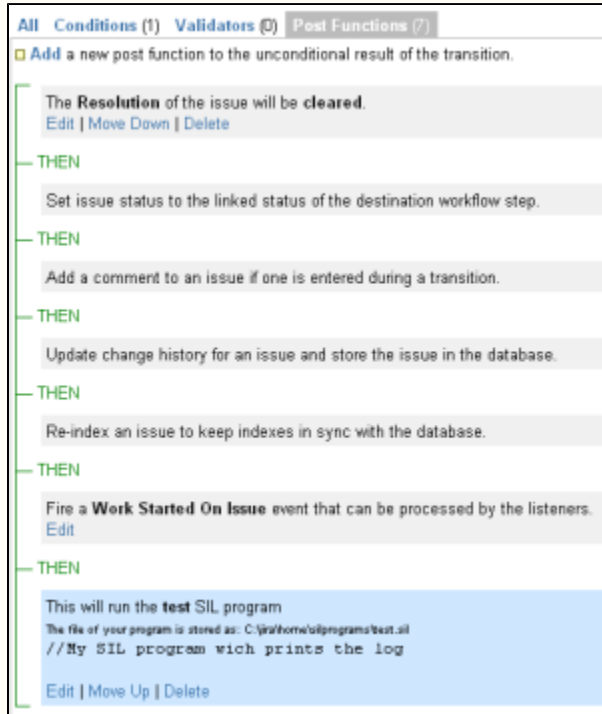 All Conditions (1) Validators (0) Post Functions (7)
Add a new post function to the unconditional result of the transition.
The Resolution of the issue will be cleared.
Edit | Move Down | Delete
THEN
Set issue status to the linked status of the destination workflow step.
THEN
Add a comment to an issue if one is entered during a transition.
THEN
Update change history for an issue and store the issue in the database.
THEN
Re-index an issue to keep indexes in sync with the database.
THEN
Fire a Work Started On Issue event that can be processed by the listeners.
Edit
THEN
This will run the test SIL program
The file of your program is stored as: C:\jira\home\silprograms\test.sil
//My SIL program wich prints the log
Edit | Move Up | Delete